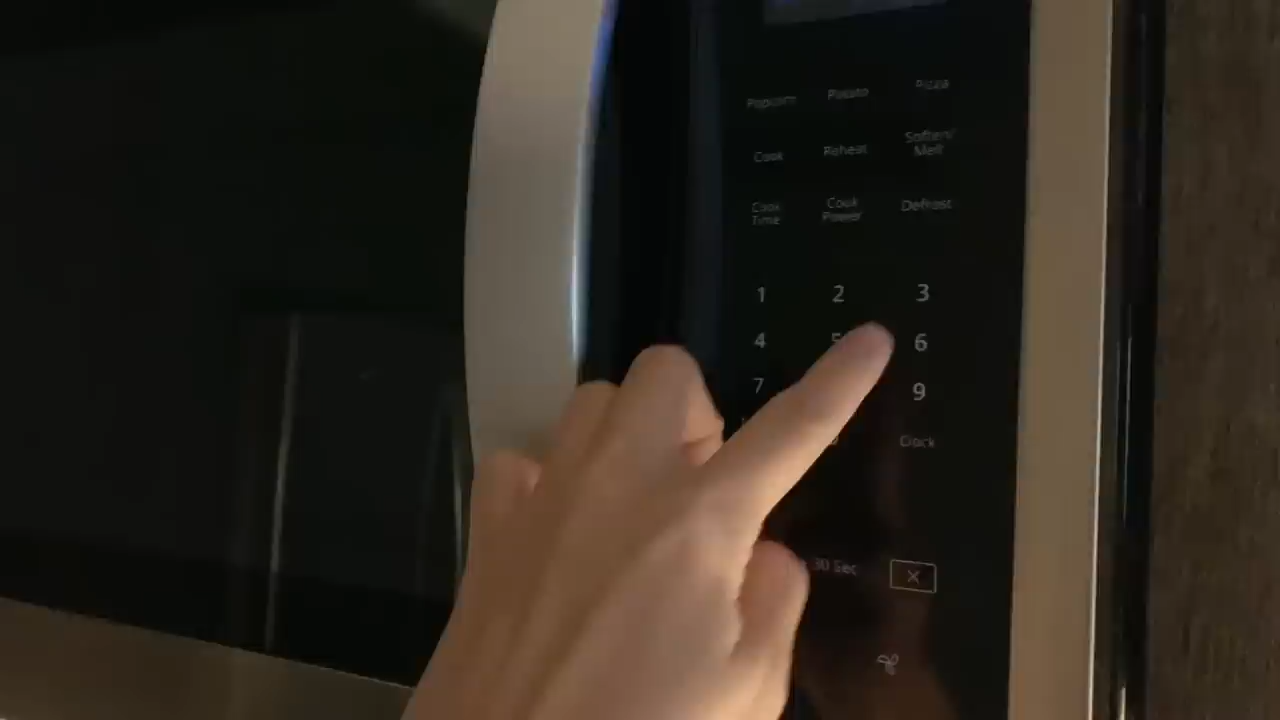 Popcorn Potato Pizza
Cook Reheat Soften/
Melt
Cook Cook Defrost
Time Power
1 2 3
4 5 6
7 9
Clock
30 Sec